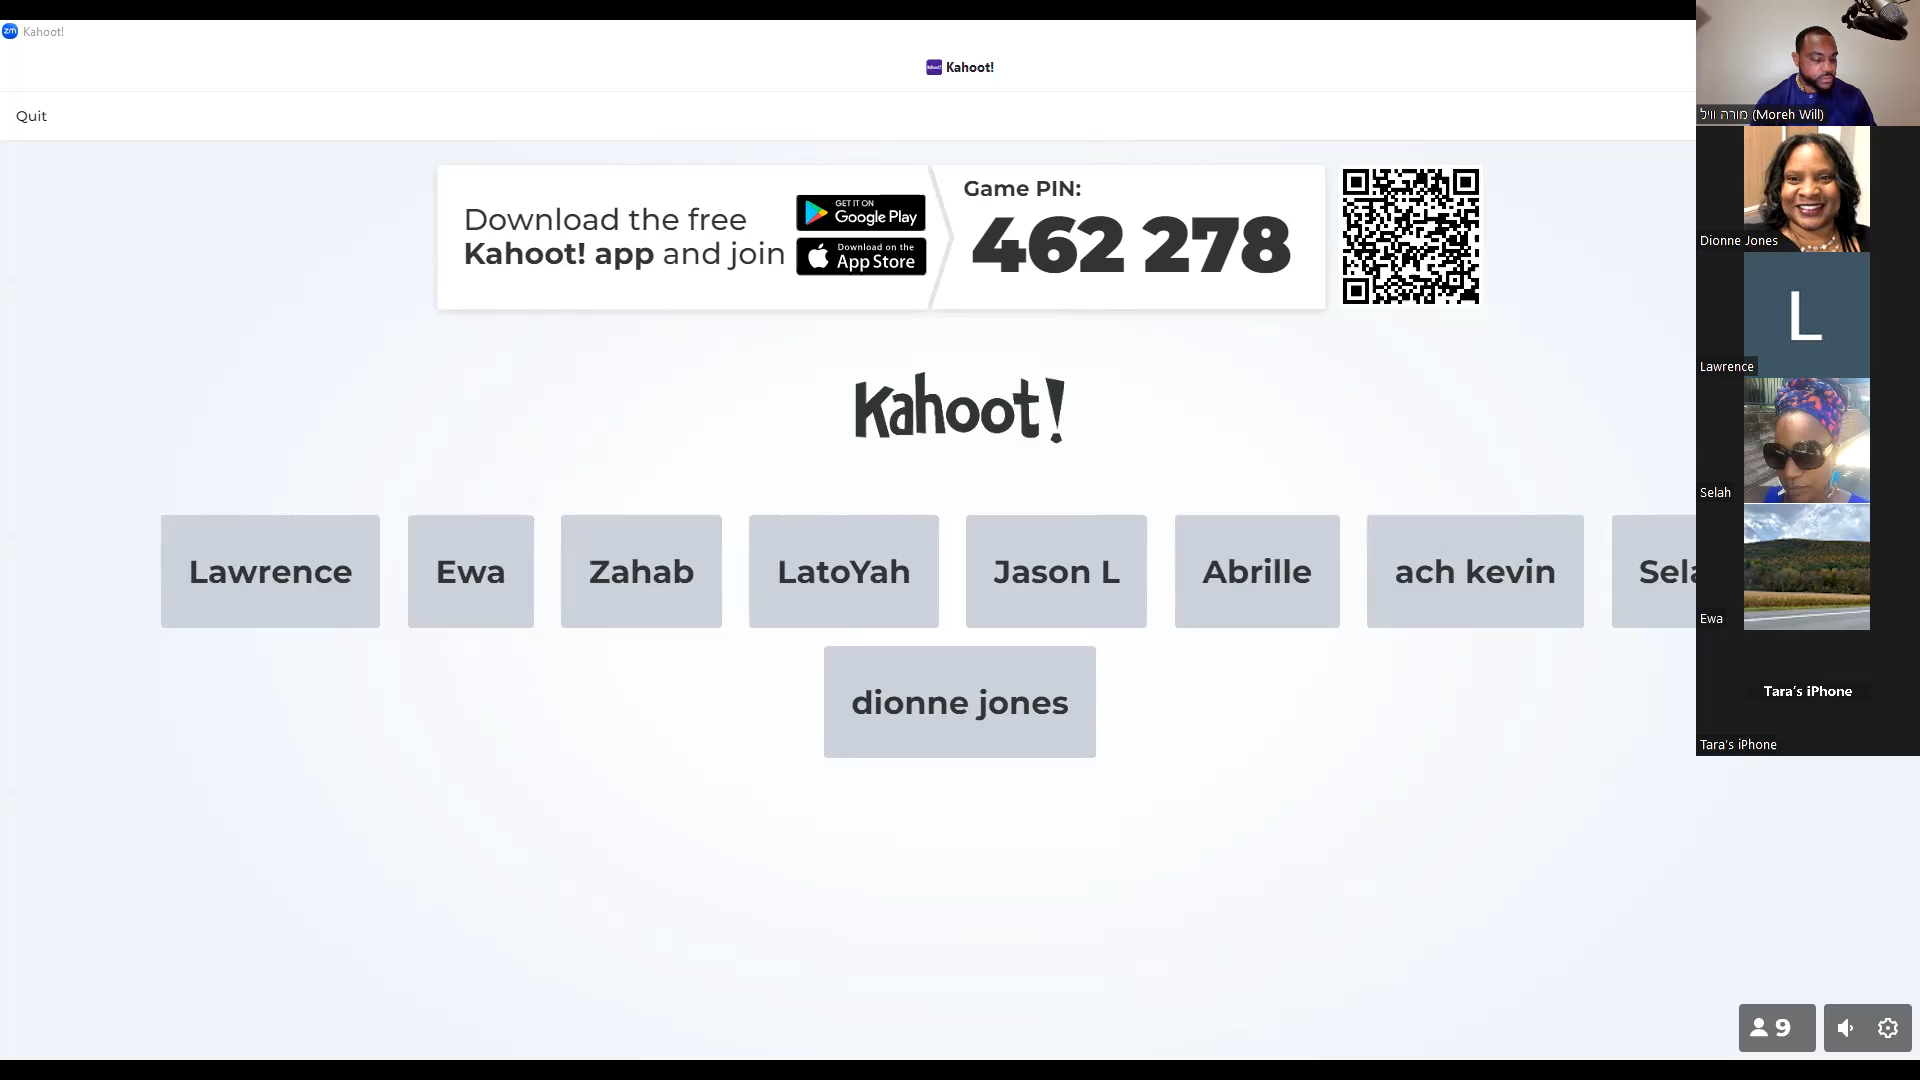 Kahoot!
Kahoot!
Quit
Download the free
Kahoot! app and join
GET IT ON
Google Play
Download on the
App Store
Game PIN:
462 278
Kahoot!
Lawrence
Ewa
Zahab
LatoYah
Jason L
Abrille
ach kevin
Sela
dionne jones
מורה וויל (Moreh Will)
Dionne Jones
L
Lawrence
Selah
Ewa
Tara's iPhone
Tara's iPhone
9